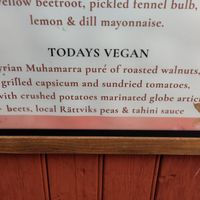 yellow beetroot, pickled fennel bulb,
lemon & dill mayonnaise.
TODAYS VEGAN
yrian Muhamarra puré of roasted walnuts,
grilled capsicum and sundried tomatoes,
with crushed potatoes marinated globe artic
beets, local Rättviks peas & tahini sauce